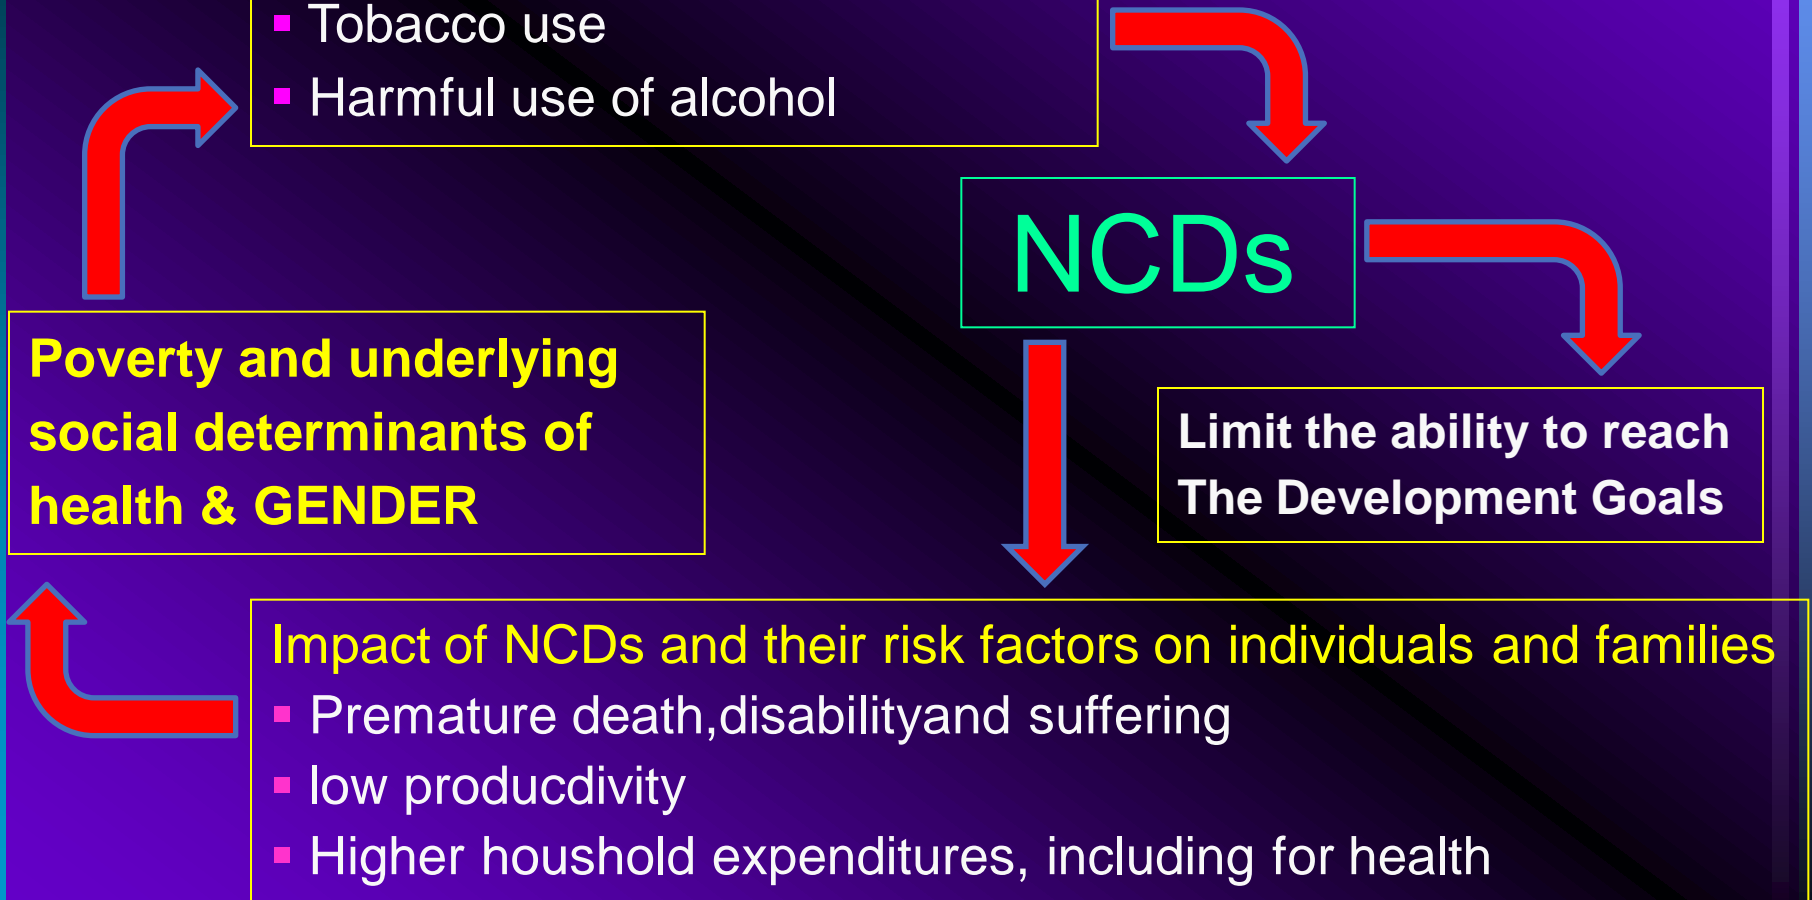 Tobacco use
Harmful use of alcohol
NCDs
Poverty and underlying
social determinants of
health & GENDER
Limit the ability to reach
The Development Goals
Impact of NCDs and their risk factors on individuals and families
Premature death,disabilityand suffering
low producdivity
Higher houshold expenditures, including for health